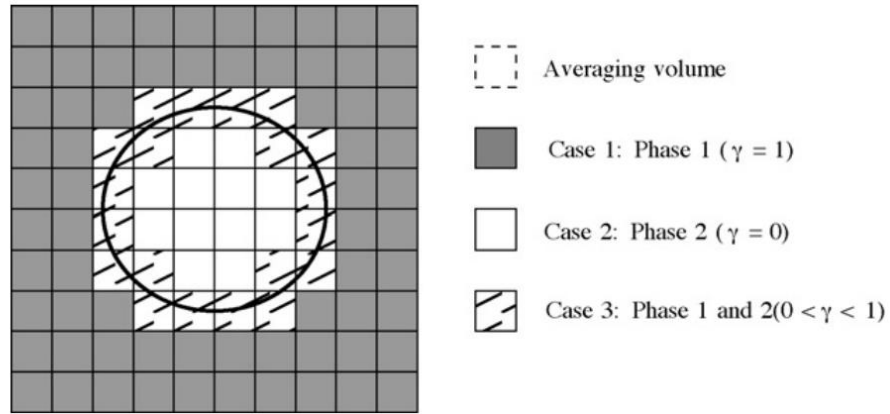 Averaging volume
Case 1: Phase 1 ( γ = 1)
Case 2: Phase 2 ( γ = 0)
Case 3: Phase 1 and 2(0 < γ < 1)